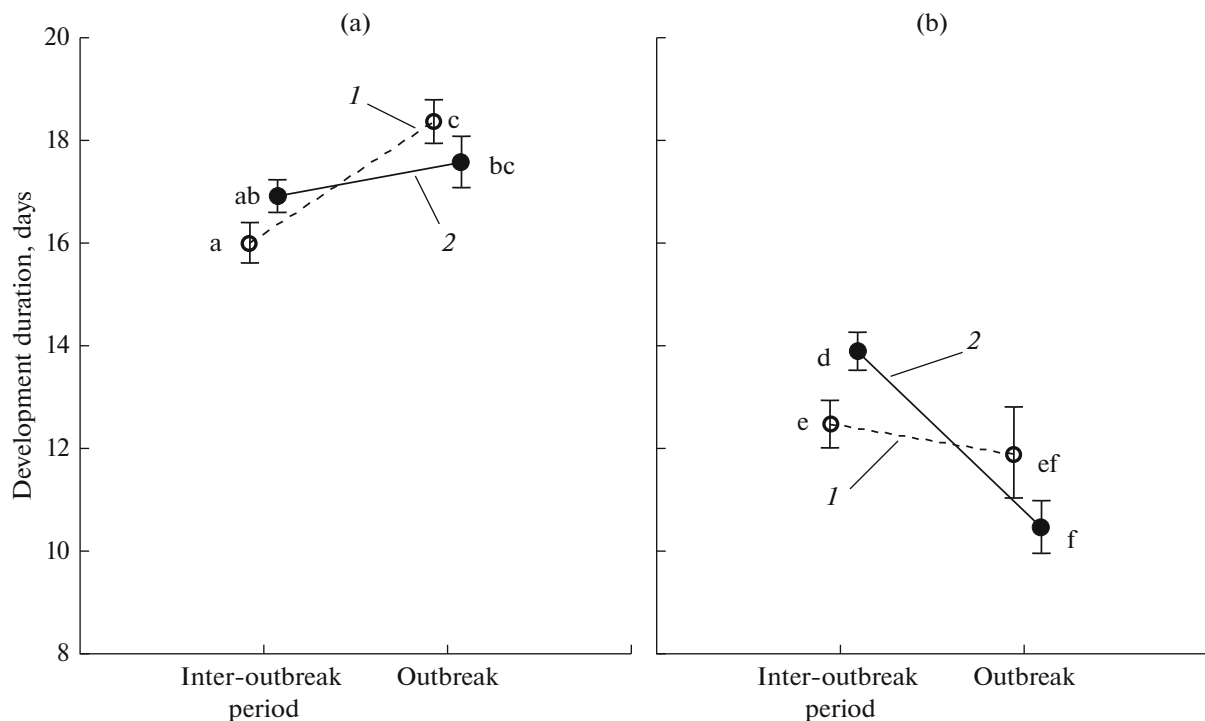 (a)
(b)
Development duration, days
20
18
16
14
12
10
8
1
c
ab
bc
a
2
2
d
e
ef
1
f
Inter-outbreak
period
Outbreak
Inter-outbreak
period
Outbreak